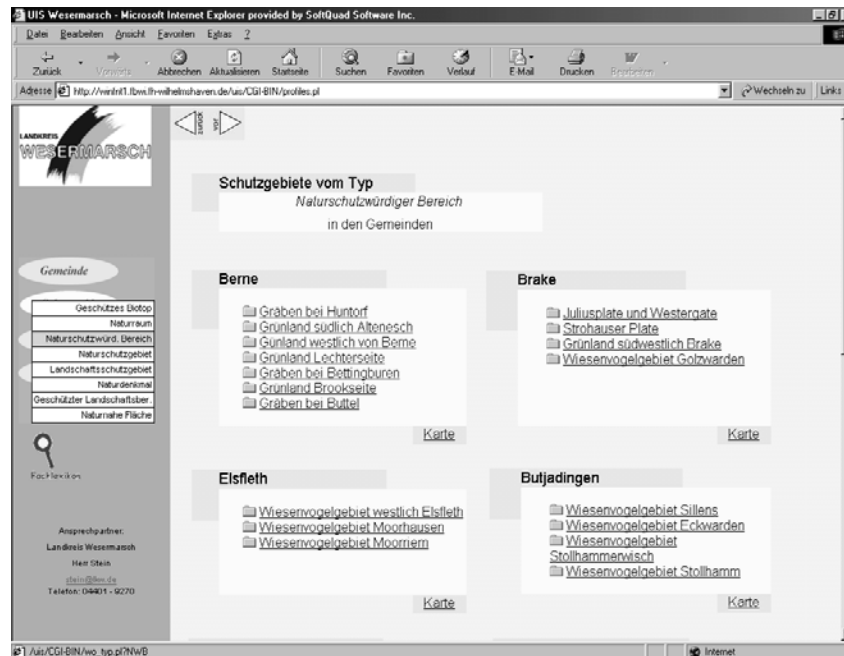 UIS Wesermarsch - Microsoft Internet Explorer provided by SoftQuad Software Inc.
Datei Bearbeiten Ansicht Favoriten Extras ?
Zurück Vorwärts Abbrechen Aktualisieren Startseite Suchen Favoriten Verlauf E-Mail Drucken Bearbeiten
Adresse http://winfnt1.fbwi.fh-wilhelmshaven.de/uis/CGI-BIN/profiles.pl Wechseln zu Links
LANDKREIS
WESERMARSCH
zurück vor
Schutzgebiete vom Typ
Naturschutzwürdiger Bereich
in den Gemeinden
Gemeinde
Geschütztes Biotop
Naturraum
Naturschutzwürd. Bereich
Naturschutzgebiet
Landschaftsschutzgebiet
Naturdenkmal
Geschützter Landschaftsber.
Naturnahe Fläche
Fachlexikon
Ansprechpartner:
Landkreis Wesermarsch
Herr Stein
Telefon: 04401 - 9270
Berne
Gräben bei Huntorf
Grünland südlich Altenesch
Günland westlich von Berne
Grünland Lechterseite
Gräben bei Bettingburen
Grünland Brookseite
Gräben bei Buttel
Karte
Brake
Juliusplate und Westergate
Strohauser Plate
Grünland südwestlich Brake
Wiesenvogelgebiet Golzwarden
Karte
Elsfleth
Wiesenvogelgebiet westlich Elsfleth
Wiesenvogelgebiet Moorhausen
Wiesenvogelgebiet Moorriem
Karte
Butjadingen
Wiesenvogelgebiet Sillens
Wiesenvogelgebiet Eckwarden
Wiesenvogelgebiet
Stollhammerwisch
Wiesenvogelgebiet Stollhamm
Karte
/uis/CGI-BIN/wo_typ.pl?NWB Internet